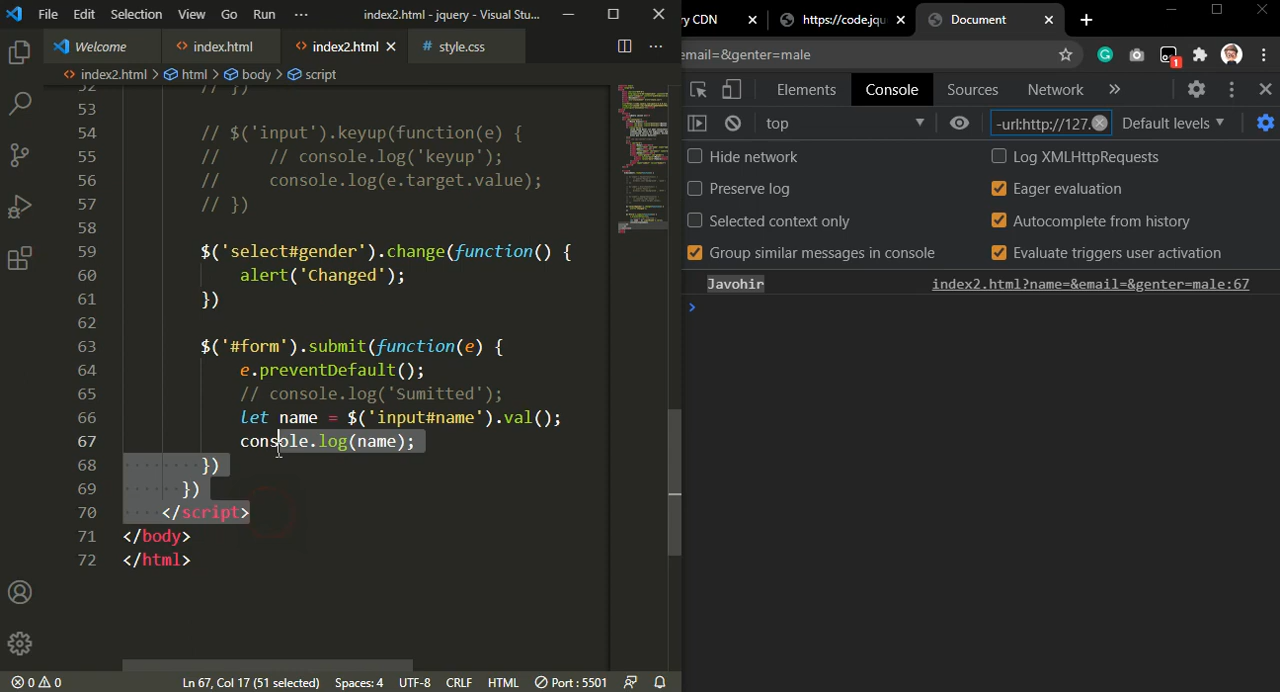 File Edit Selection View Go Run ··· index2.html - jquery - Visual Stu...
ry CDN https://code.jqu Document
Welcome index.html index2.html style.css
email=&genter=male
index2.html > html > body > script
Elements Console Sources Network
top -url:http://127. Default levels
Hide network Log XMLHttpRequests
Preserve log Eager evaluation
Selected context only Autocomplete from history
Group similar messages in console Evaluate triggers user activation
Javohir index2.html?name=&email=&genter=male:67
52 // })
53
54 // $('input').keyup(function(e) {
55 // // console.log('keyup');
56 // console.log(e.target.value);
57 // })
58
59 $('select#gender').change(function() {
60 alert('Changed');
61 })
62
63 $('#form').submit(function(e) {
64 e.preventDefault();
65 // console.log('Sumitted');
66 let name = $('input#name').val();
67 console.log(name);
68 })
69 })
70 </script>
71 </body>
72 </html>
0 0 Ln 67, Col 17 (51 selected) Spaces: 4 UTF-8 CRLF HTML Port : 5501